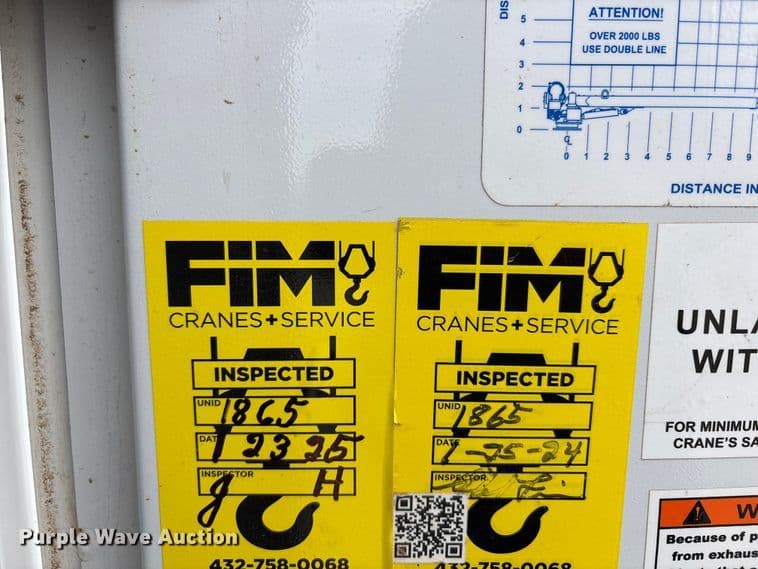 DIS
5
4
3
2
1
0
ATTENTION!
OVER 2000 LBS
USE DOUBLE LINE
0 1 2 3 4 5 6 7 8 9
DISTANCE IN
FIM
CRANES+SERVICE
INSPECTED
UNID 1865
DATE 1 23 25
INSPECTOR J H
432-758-0068
FIM
CRANES+SERVICE
INSPECTED
UNID 1865
DATE 1-25-24
INSPECTOR
432-758-0068
UNLA
WIT
FOR MINIMUM
CRANE'S SA
W
Because of p
from exhaus
Purple Wave Auction